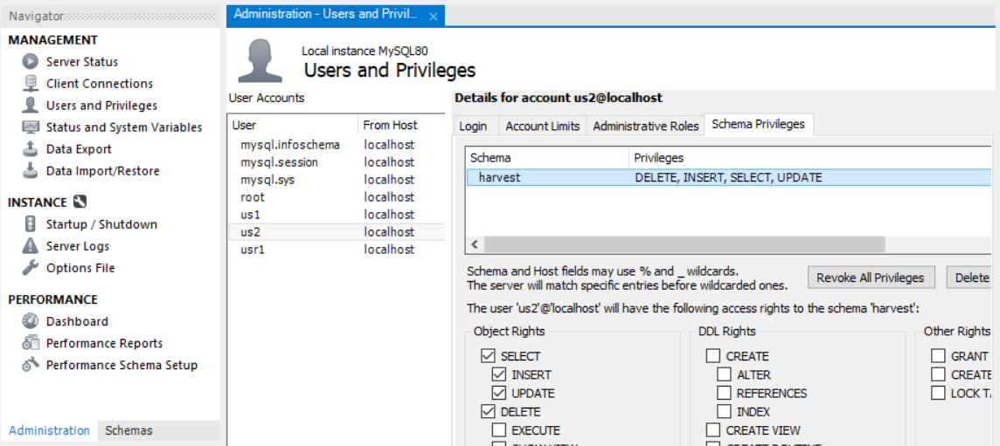 Navigator
MANAGEMENT
Server Status
Client Connections
Users and Privileges
Status and System Variables
Data Export
Data Import/Restore
INSTANCE
Startup / Shutdown
Server Logs
Options File
PERFORMANCE
Dashboard
Performance Reports
Performance Schema Setup
Administration Schemas
Administration - Users and Privil...
Local instance MySQL80
Users and Privileges
User Accounts
User From Host
mysql.infoschema localhost
mysql.session localhost
mysql.sys localhost
root localhost
us1 localhost
us2 localhost
usr1 localhost
Details for account us2@localhost
Login Account Limits Administrative Roles Schema Privileges
Schema Privileges
harvest DELETE, INSERT, SELECT, UPDATE
Schema and Host fields may use % and _ wildcards.
The server will match specific entries before wildcarded ones.
Revoke All Privileges Delete
The user 'us2'@'localhost' will have the following access rights to the schema 'harvest':
Object Rights
SELECT
INSERT
UPDATE
DELETE
EXECUTE
SHOW VIEW
DDL Rights
CREATE
ALTER
REFERENCES
INDEX
CREATE VIEW
CREATE ROUTINE
Other Rights
GRANT
CREATE
LOCK T